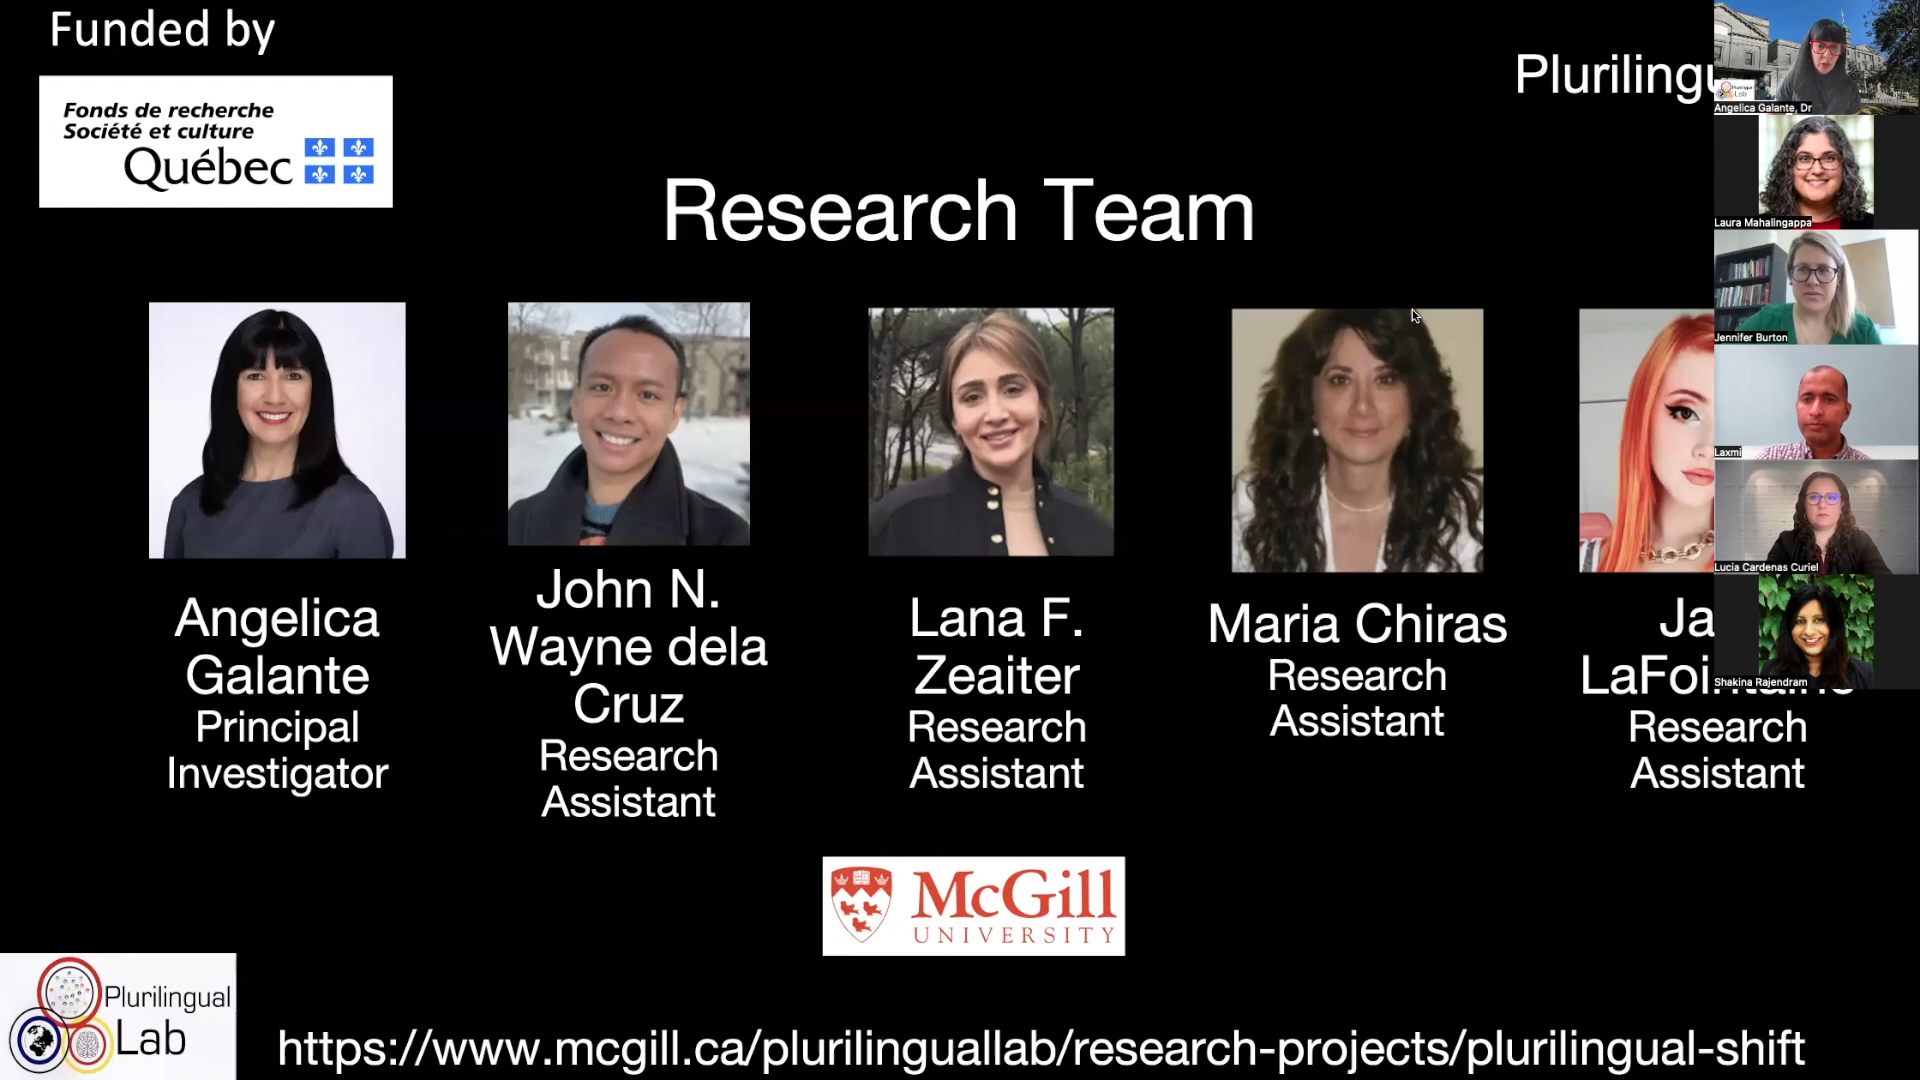 Funded by
Fonds de recherche
Société et culture
Québec
Research Team
Angelica
Galante
Principal
Investigator
John N.
Wayne dela
Cruz
Research
Assistant
Lana F.
Zeaiter
Research
Assistant
Maria Chiras
Research
Assistant
Research
Assistant
McGill
UNIVERSITY
Plurilingual
Lab
https://www.mcgill.ca/plurilinguallab/research-projects/plurilingual-shift
Angelica Galante, Dr
Laura Mahalingappa
Jennifer Burton
Laxmi
Lucia Cardenas Curiel
Shakina Rajendram